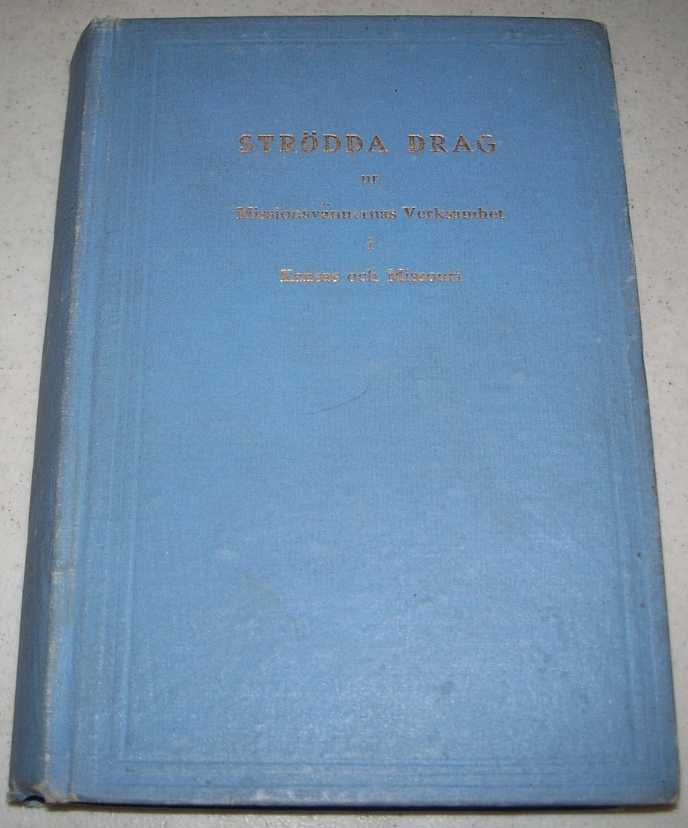 STRÖDDA DRAG
ur
Missionsvännernas Verksamhet
i
Kansas och Missouri